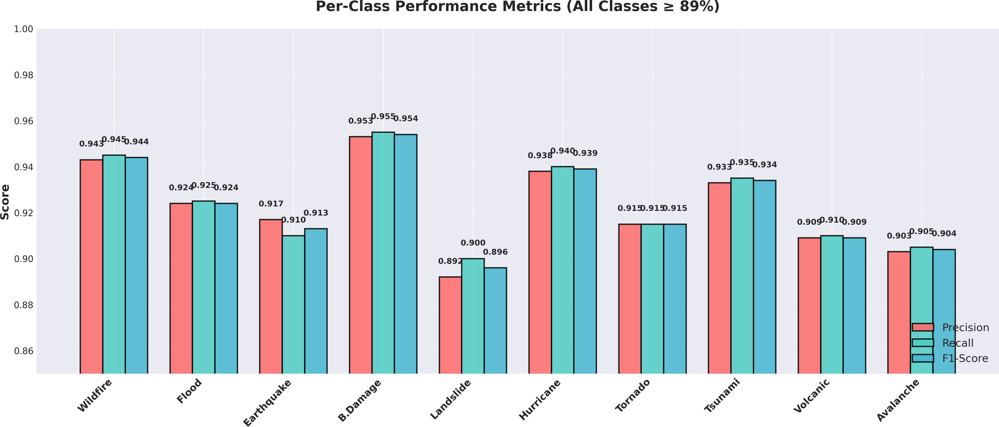 Per-Class Performance Metrics (All Classes ≥ 89%)
Score
1.00
0.98
0.96
0.94
0.92
0.90
0.88
0.86
0.943 0.945 0.944
0.924 0.925 0.924
0.917 0.910 0.913
0.953 0.955 0.954
0.892 0.900 0.896
0.938 0.940 0.939
0.915 0.915 0.915
0.933 0.935 0.934
0.909 0.910 0.909
0.903 0.905 0.904
Precision
Recall
F1-Score
Wildfire
Flood
Earthquake
B.Damage
Landslide
Hurricane
Tornado
Tsunami
Volcanic
Avalanche